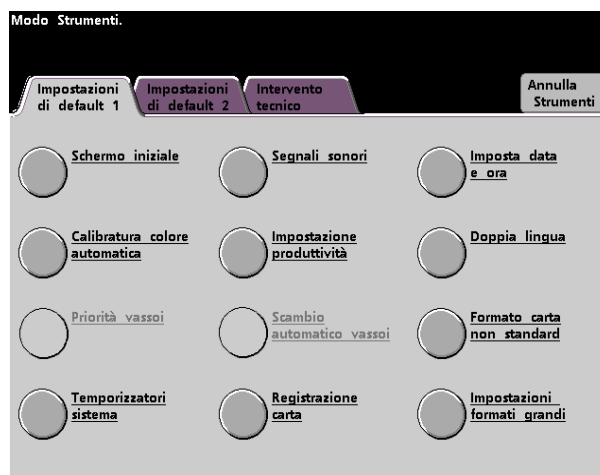 Modo Strumenti.
Impostazioni
di default 1
Impostazioni
di default 2
Intervento
tecnico
Annulla
Strumenti
Schermo iniziale
Segnali sonori
Imposta data
e ora
Calibratura colore
automatica
Impostazione
produttività
Doppia lingua
Priorità vassoi
Scambio
automatico vassoi
Formato carta
non standard
Temporizzatori
sistema
Registrazione
carta
Impostazioni
formati grandi